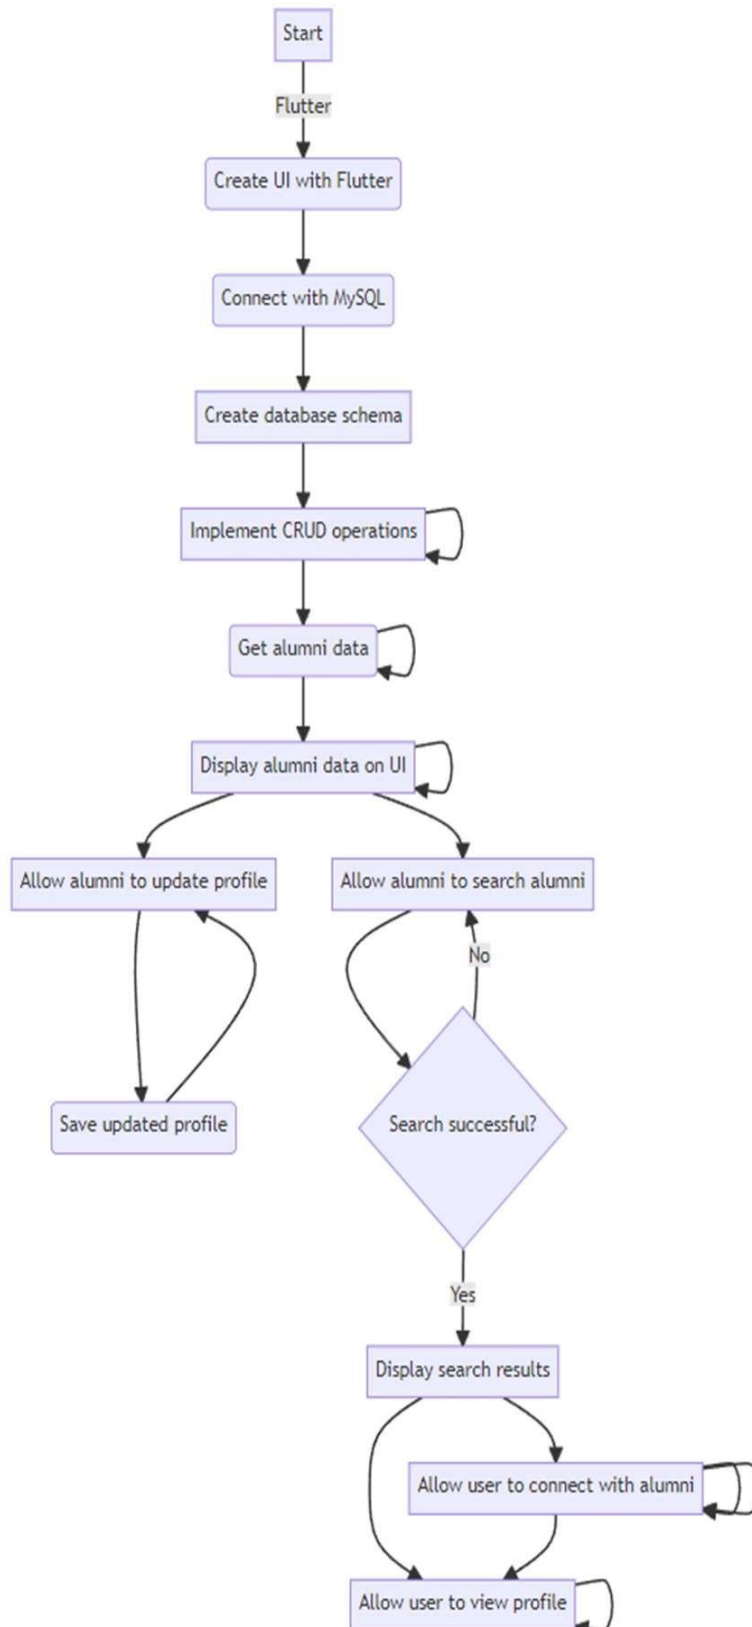 Start
Flutter
Create UI with Flutter
Connect with MySQL
Create database schema
Implement CRUD operations
Get alumni data
Display alumni data on UI
Allow alumni to update profile
Allow alumni to search alumni
No
Save updated profile
Search successful?
Yes
Display search results
Allow user to connect with alumni
Allow user to view profile